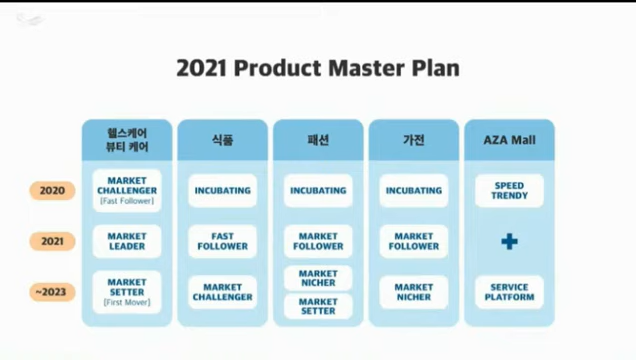 2021 Product Master Plan
헬스케어
뷰티 케어
식품
패션
가전
AZA Mall
2020
MARKET
CHALLENGER
[Fast Follower]
INCUBATING
INCUBATING
INCUBATING
SPEED
TRENDY
2021
MARKET
LEADER
FAST
FOLLOWER
MARKET
FOLLOWER
MARKET
FOLLOWER
+
~2023
MARKET
SETTER
[First Mover]
MARKET
CHALLENGER
MARKET
NICHER
MARKET
SETTER
MARKET
NICHER
SERVICE
PLATFORM